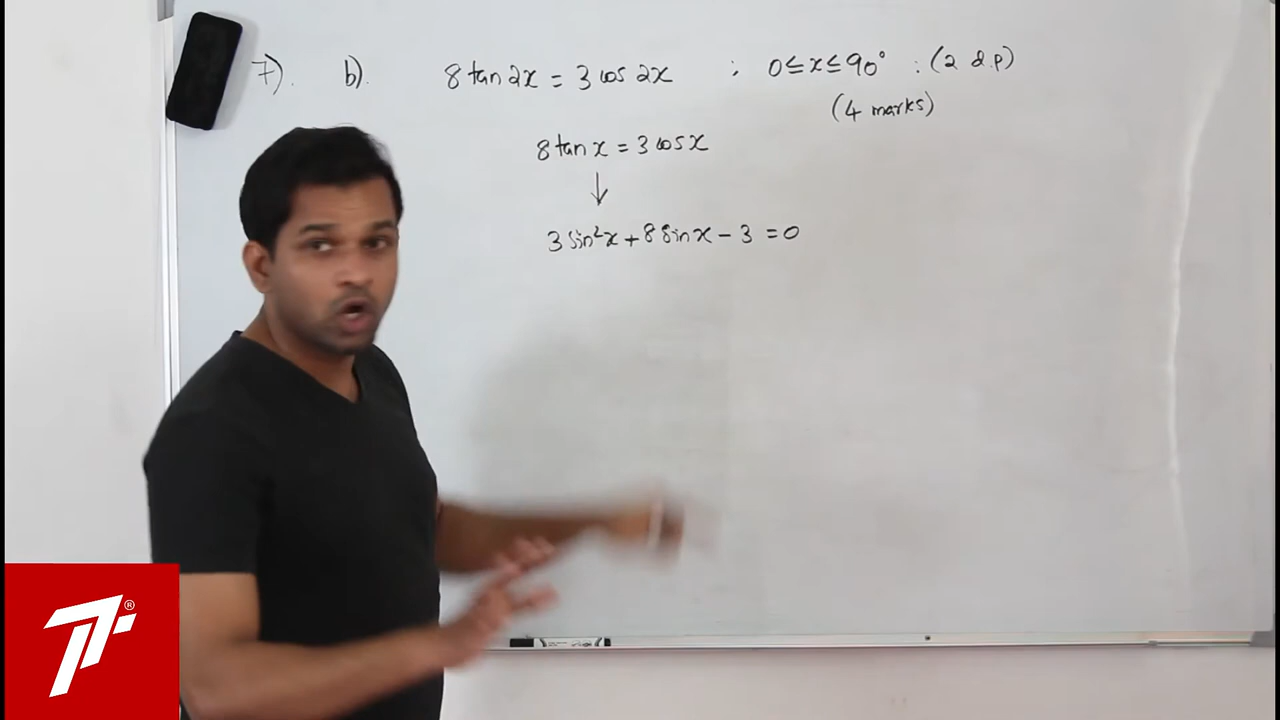 7). b). 8 tan 2x = 3 cos 2x ; 0 ≤ x ≤ 90° : (2 d.p)
(4 marks)
8 tan x = 3 cos x
↓
3 sin²x + 8 sin x - 3 = 0
®